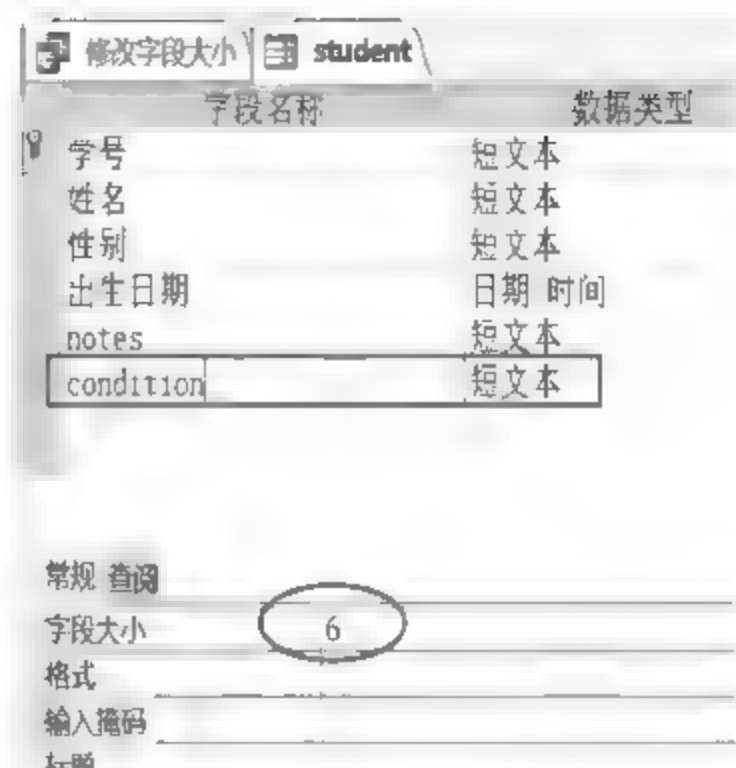 修改字段大小 student
字段名称 数据类型
学号 短文本
姓名 短文本
性别 短文本
出生日期 日期 时间
notes 短文本
condition 短文本
常规 查阅
字段大小 6
格式
输入掩码
标题